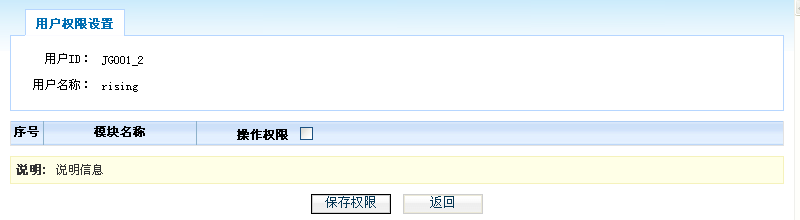 用户权限设置
用户ID： JG001_2
用户名称： rising
序号 模块名称 操作权限
说明: 说明信息
保存权限 返回